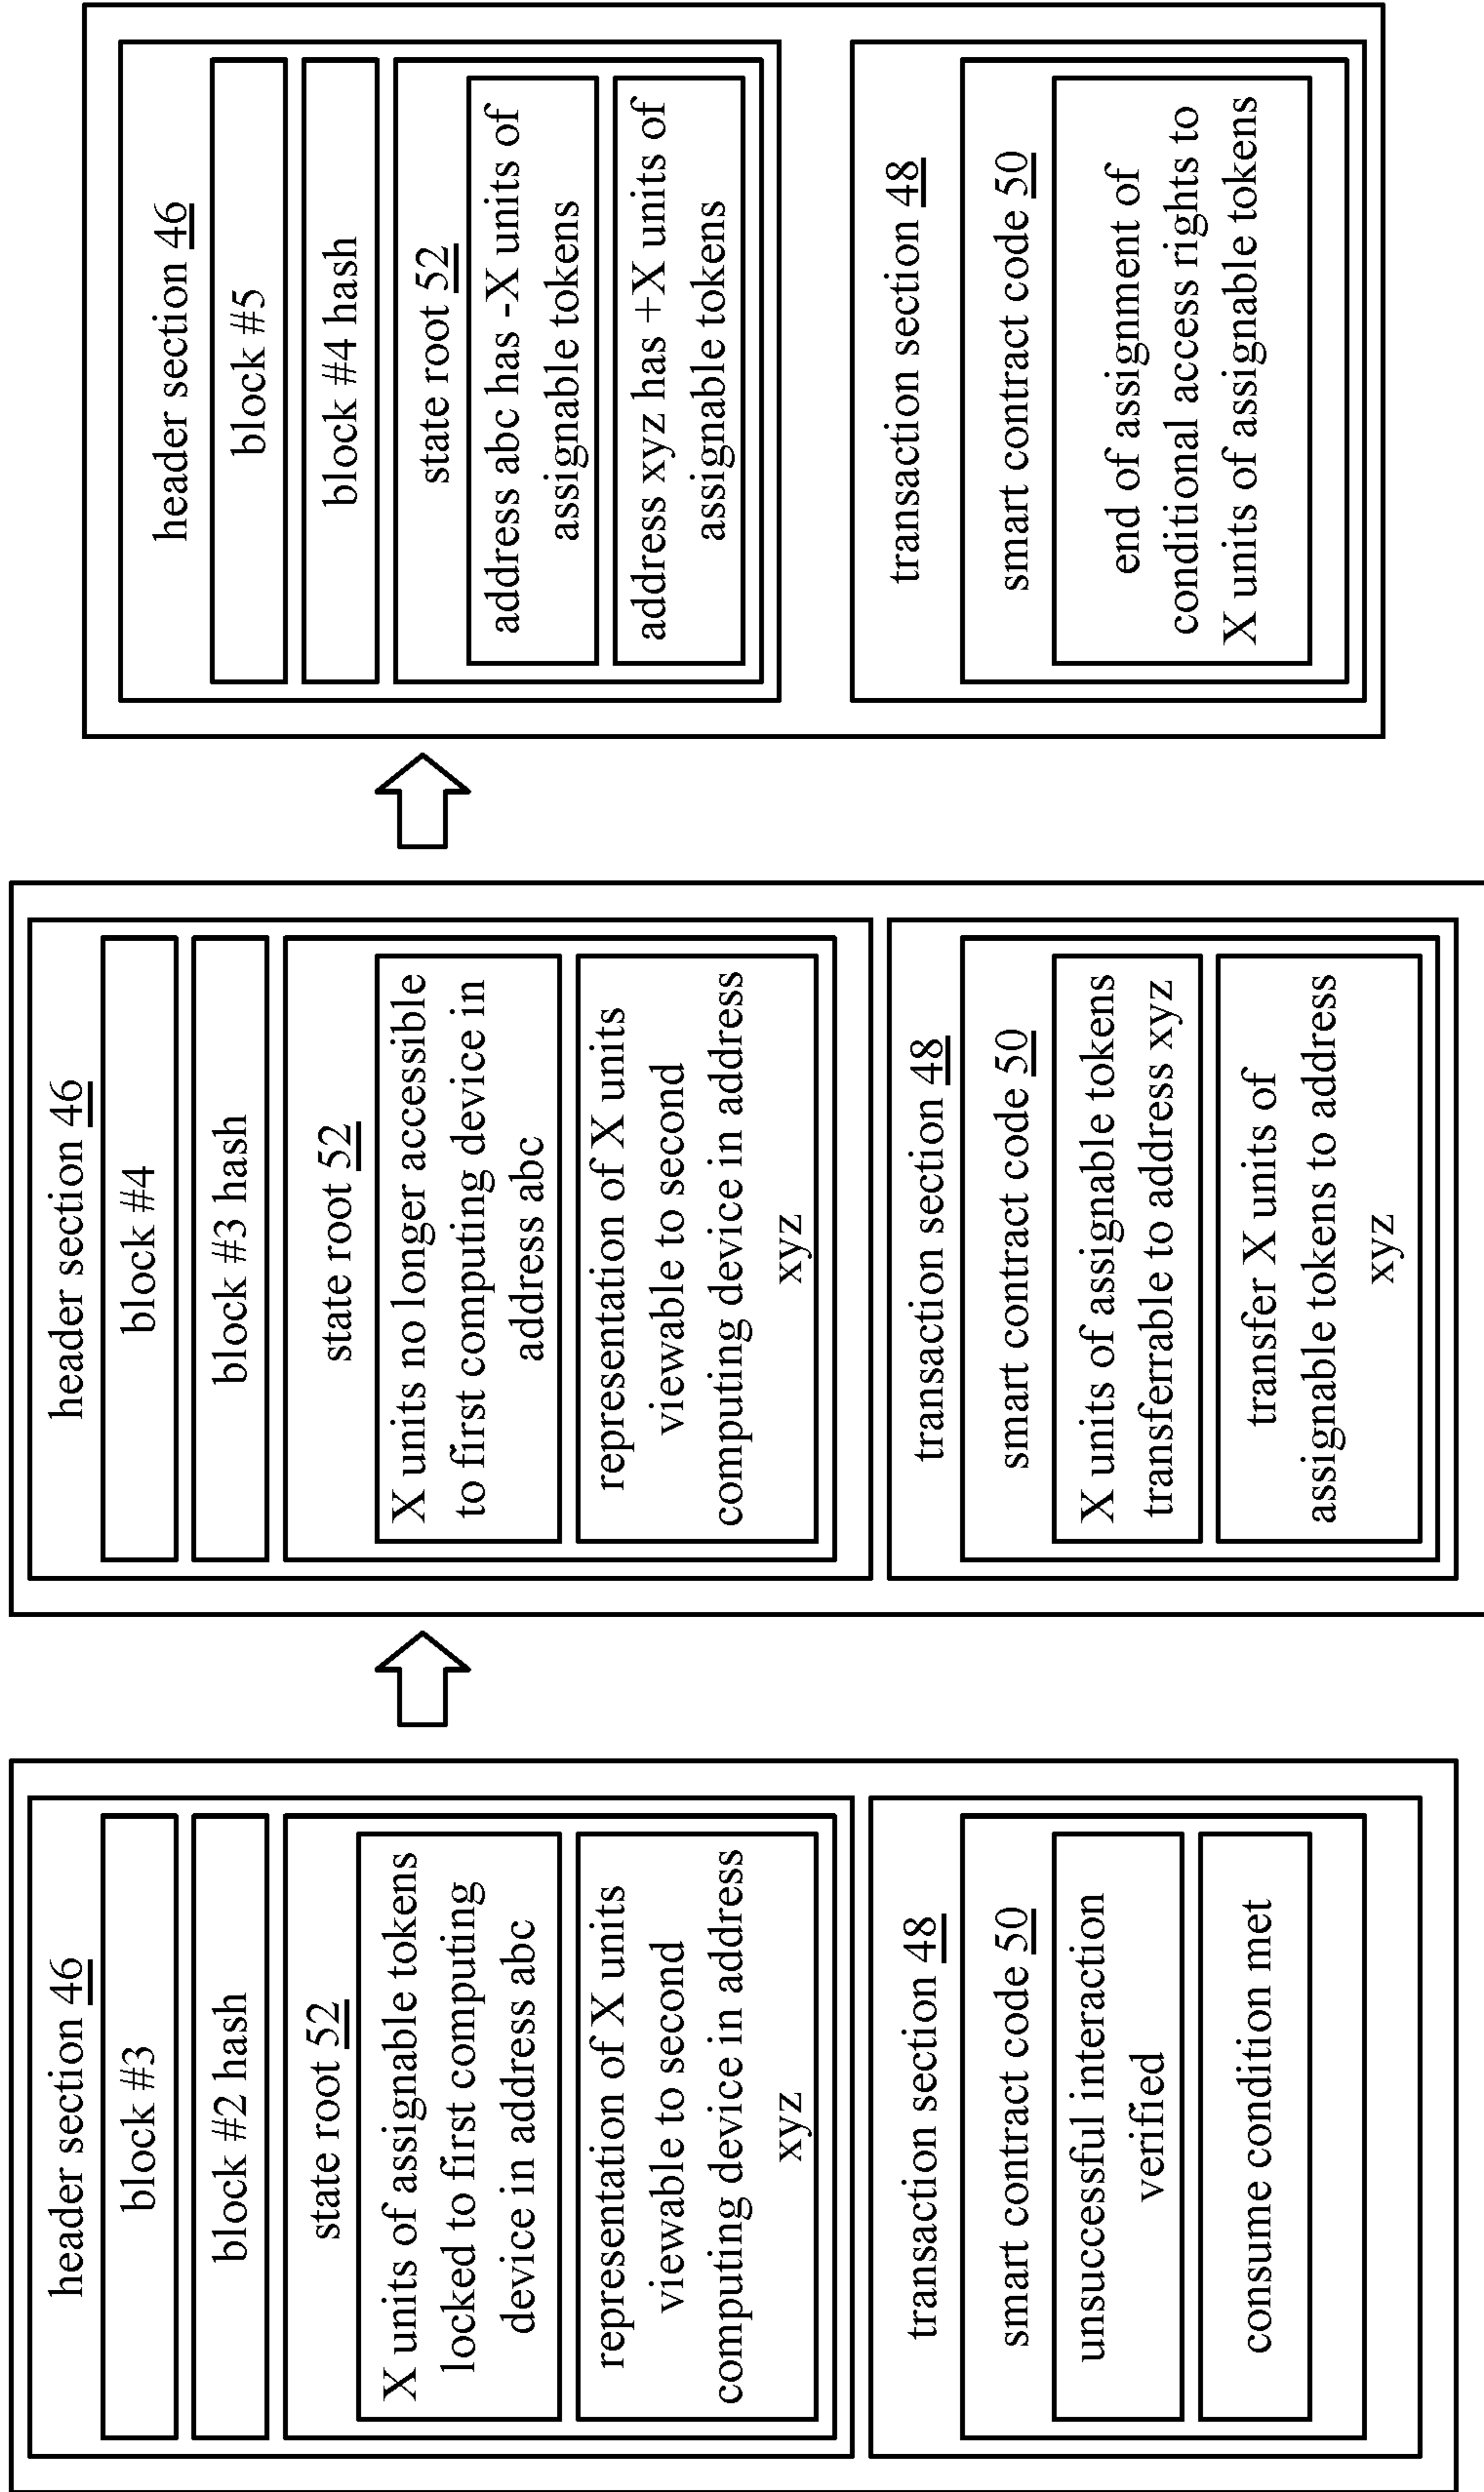 header section 46
block #3
block #2 hash
state root 52
X units of assignable tokens
locked to first computing
device in address abc
representation of X units
viewable to second
computing device in address
xyz
transaction section 48
smart contract code 50
unsuccessful interaction
verified
consume condition met
header section 46
block #4
block #3 hash
state root 52
X units no longer accessible
to first computing device in
address abc
representation of X units
viewable to second
computing device in address
xyz
transaction section 48
smart contract code 50
X units of assignable tokens
transferrable to address xyz
transfer X units of
assignable tokens to address
xyz
header section 46
block #5
block #4 hash
state root 52
address abc has -X units of
assignable tokens
address xyz has +X units of
assignable tokens
transaction section 48
smart contract code 50
end of assignment of
conditional access rights to
X units of assignable tokens